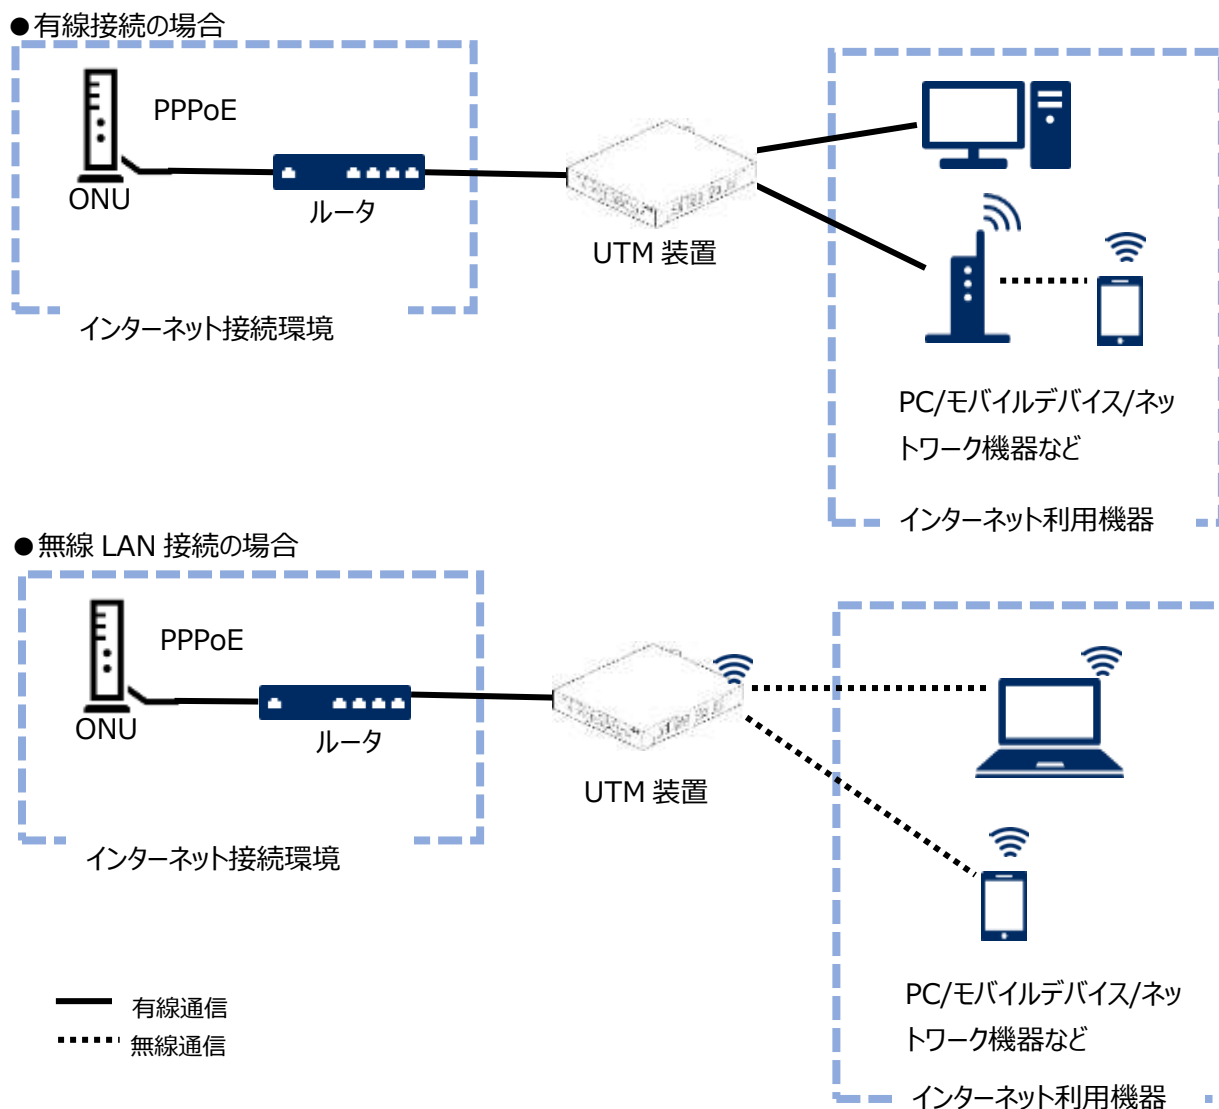 ●有線接続の場合
PPPoE
ONU
ルータ
UTM 装置
インターネット接続環境
PC/モバイルデバイス/ネッ
トワーク機器など
インターネット利用機器
●無線 LAN 接続の場合
PPPoE
ONU
ルータ
UTM 装置
インターネット接続環境
PC/モバイルデバイス/ネッ
トワーク機器など
インターネット利用機器
有線通信
無線通信